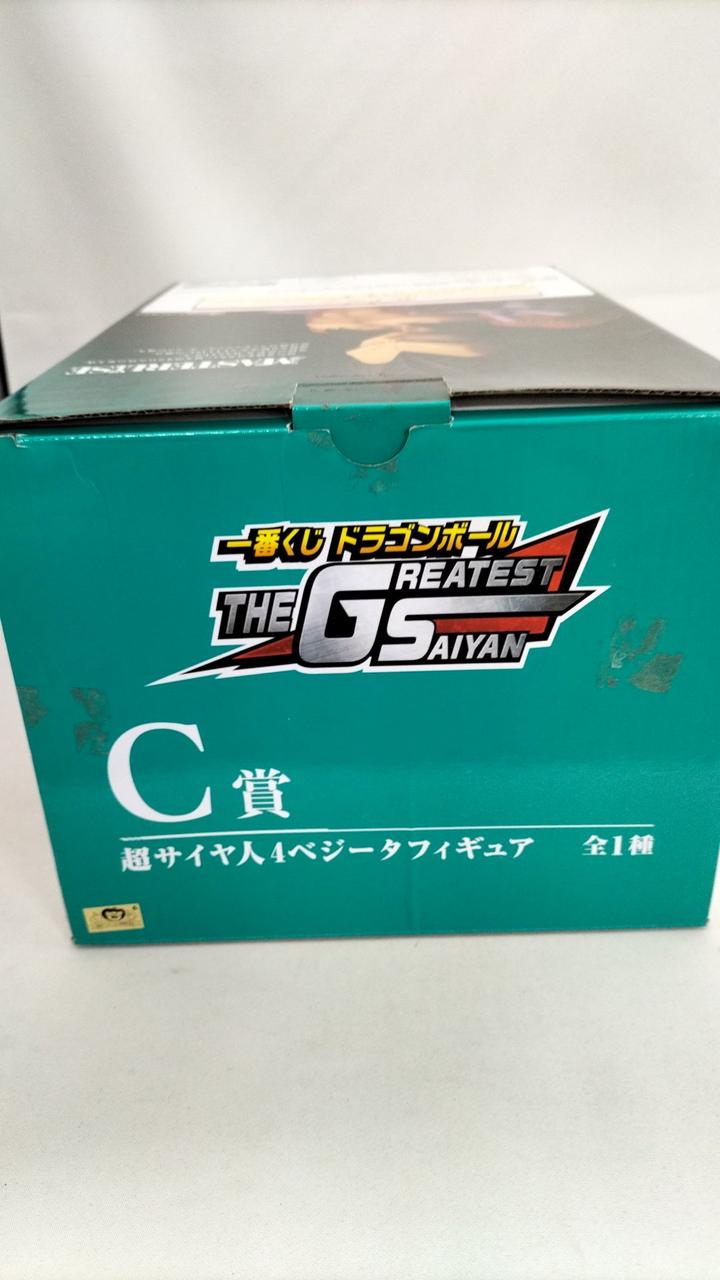 MASTERLISE
一番くじ ドラゴンボール
THE GREATEST
SAIYAN
C賞
超サイヤ人4ベジータフィギュア 全1種